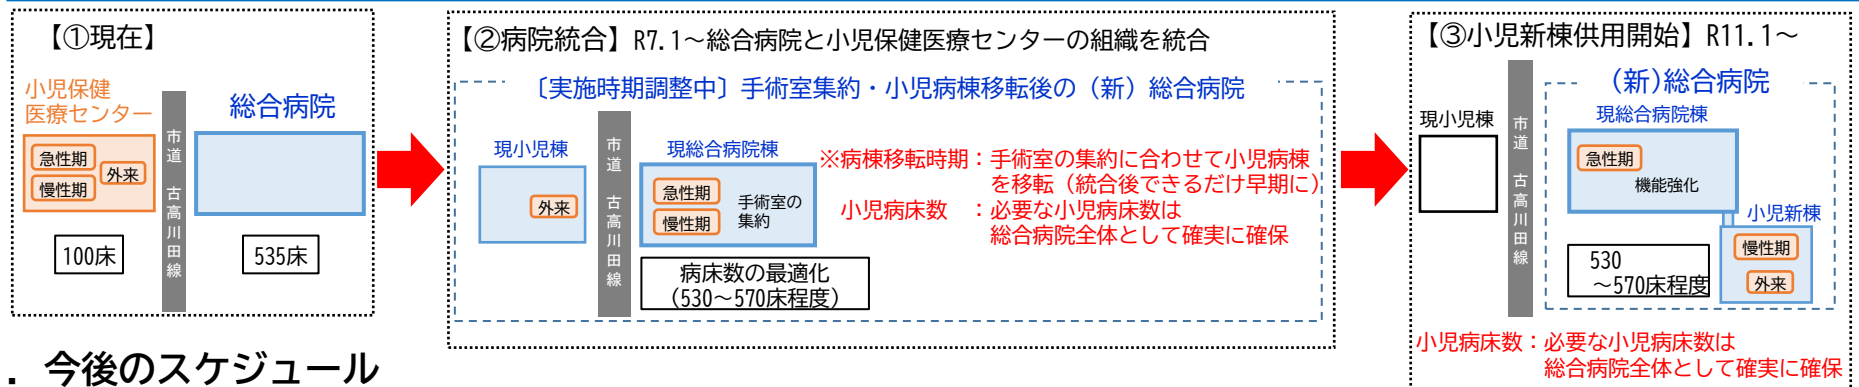 【①現在】
小児保健
医療センター
急性期
慢性期
外来
100床
市道 古高川田線
総合病院
535床
【②病院統合】R7.1~総合病院と小児保健医療センターの組織を統合
〔実施時期調整中〕手術室集約・小児病棟移転後の（新）総合病院
現小児棟
外来
市道 古高川田線
現総合病院棟
急性期
慢性期
手術室の
集約
病床数の最適化
（530~570床程度）
※病棟移転時期：手術室の集約に合わせて小児病棟
を移転（統合後できるだけ早期に）
小児病床数 ：必要な小児病床数は
総合病院全体として確実に確保
【③小児新棟供用開始】R11.1~
現小児棟
市道 古高川田線
(新)総合病院
現総合病院棟
急性期
機能強化
小児新棟
慢性期
外来
530
~570床程度
小児病床数：必要な小児病床数は
総合病院全体として確実に確保
．今後のスケジュール